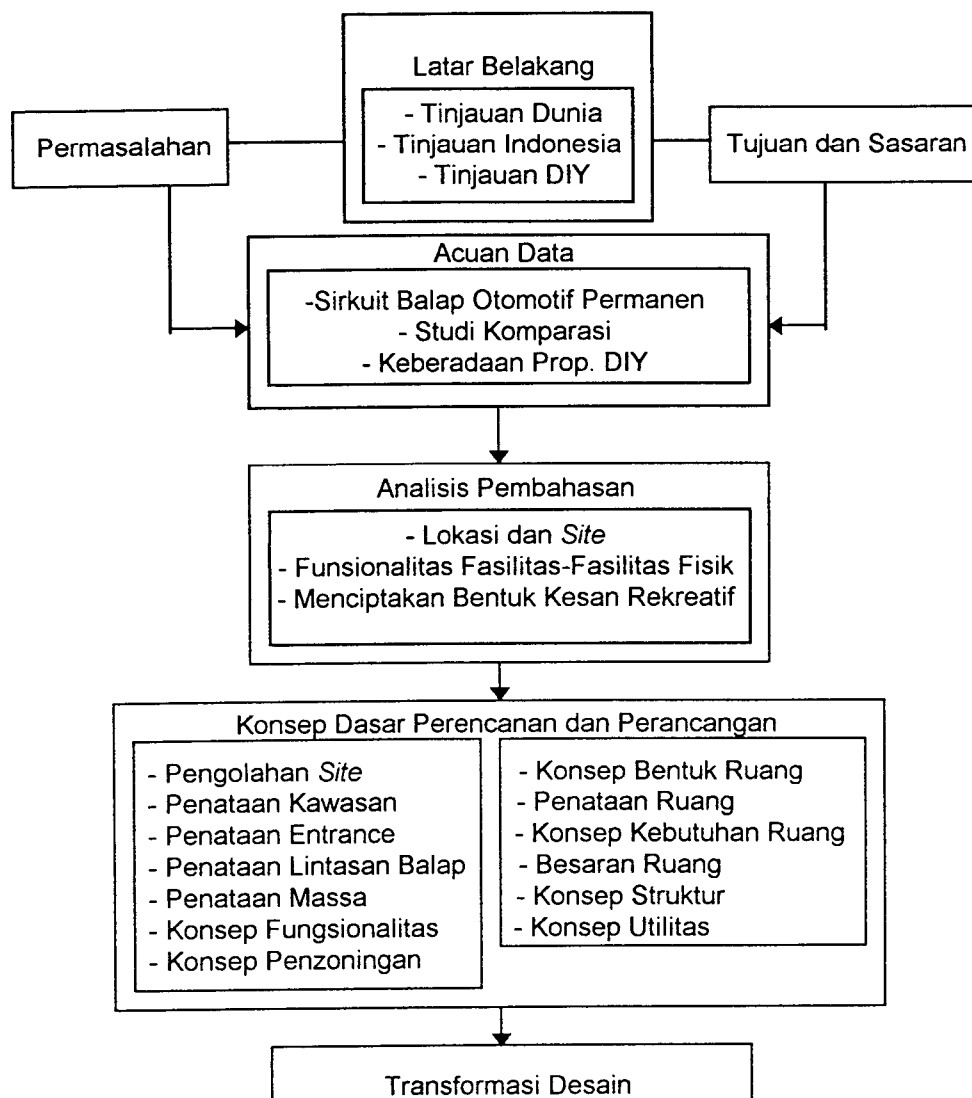 Latar Belakang
- Tinjauan Dunia
- Tinjauan Indonesia
- Tinjauan DIY
Permasalahan
Tujuan dan Sasaran
Acuan Data
-Sirkuit Balap Otomotif Permanen
- Studi Komparasi
- Keberadaan Prop. DIY
Analisis Pembahasan
- Lokasi dan Site
- Funsionalitas Fasilitas-Fasilitas Fisik
- Menciptakan Bentuk Kesan Rekreatif
Konsep Dasar Perencanan dan Perancangan
- Pengolahan Site
- Penataan Kawasan
- Penataan Entrance
- Penataan Lintasan Balap
- Penataan Massa
- Konsep Fungsionalitas
- Konsep Penzoningan
- Konsep Bentuk Ruang
- Penataan Ruang
- Konsep Kebutuhan Ruang
- Besaran Ruang
- Konsep Struktur
- Konsep Utilitas
Transformasi Desain